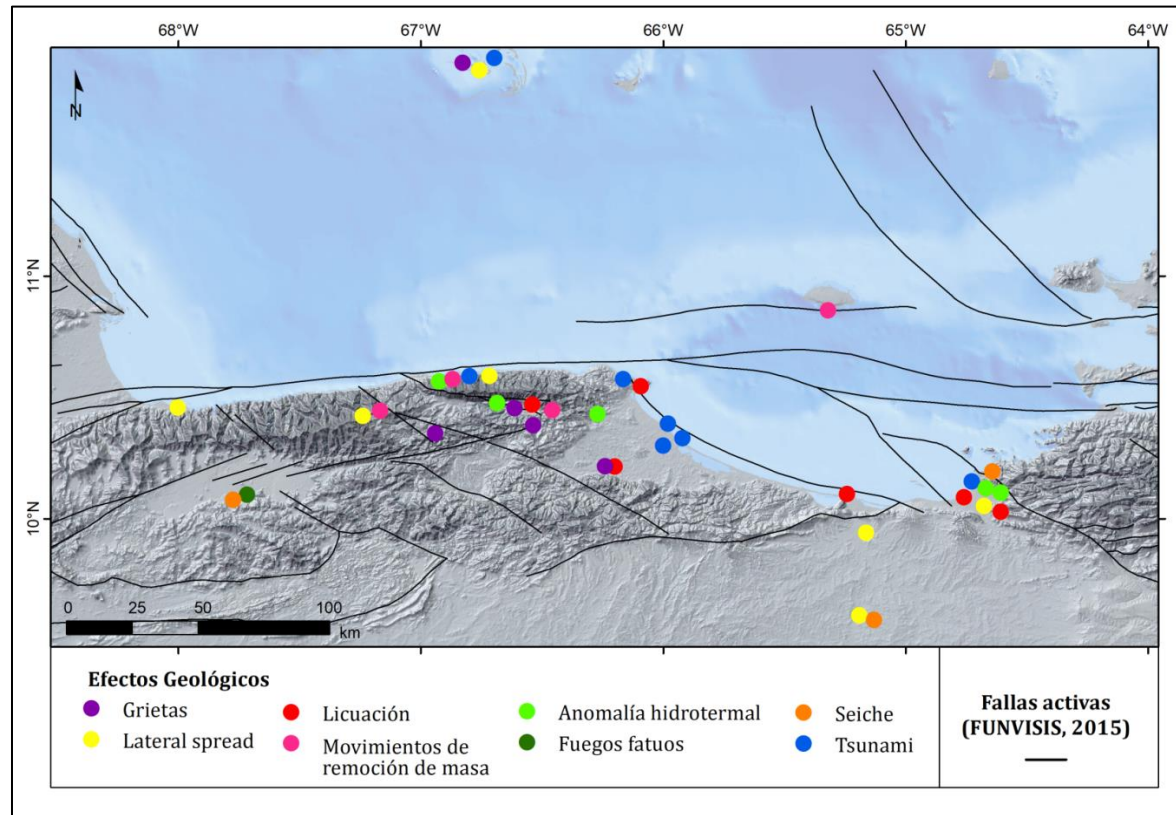 68°W 67°W 66°W 65°W 64°W
N
11°N
10°N
0 25 50 100
km
Efectos Geológicos
Grietas
Lateral spread
Licuación
Movimientos de
remoción de masa
Anomalía hidrotermal
Fuegos fatuos
Seiche
Tsunami
Fallas activas
(FUNVISIS, 2015)